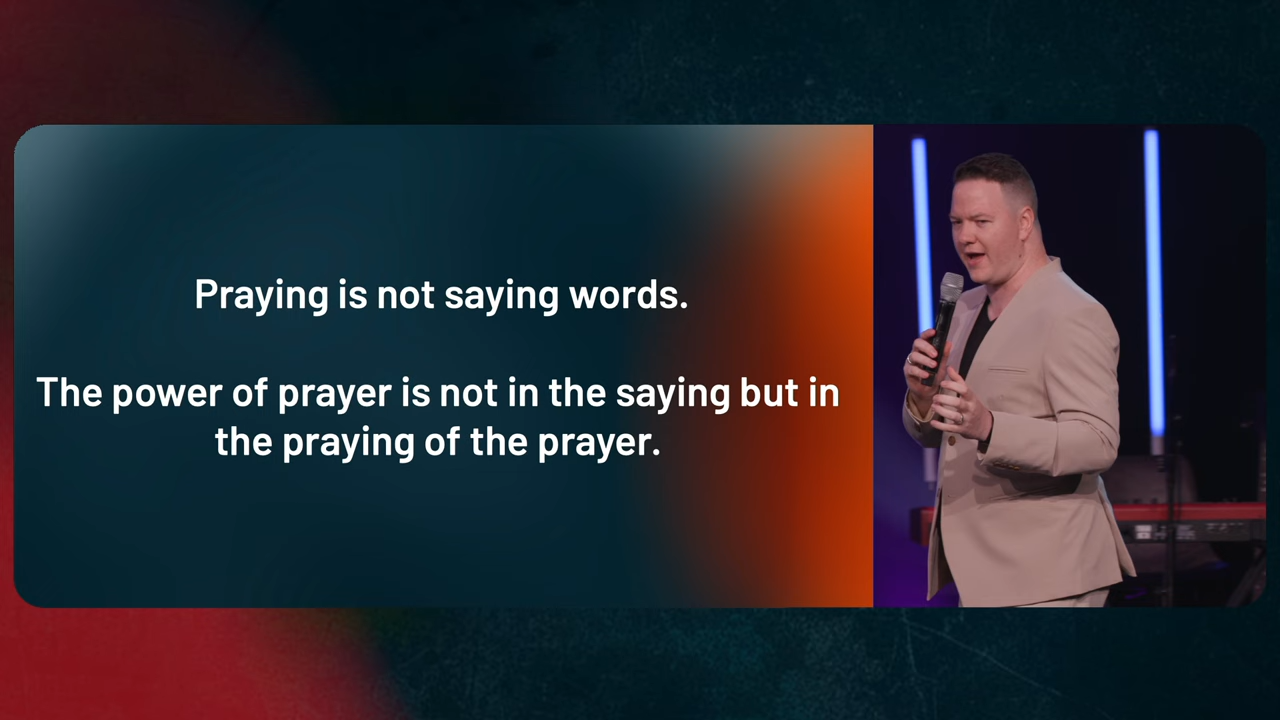 Praying is not saying words.
The power of prayer is not in the saying but in
the praying of the prayer.